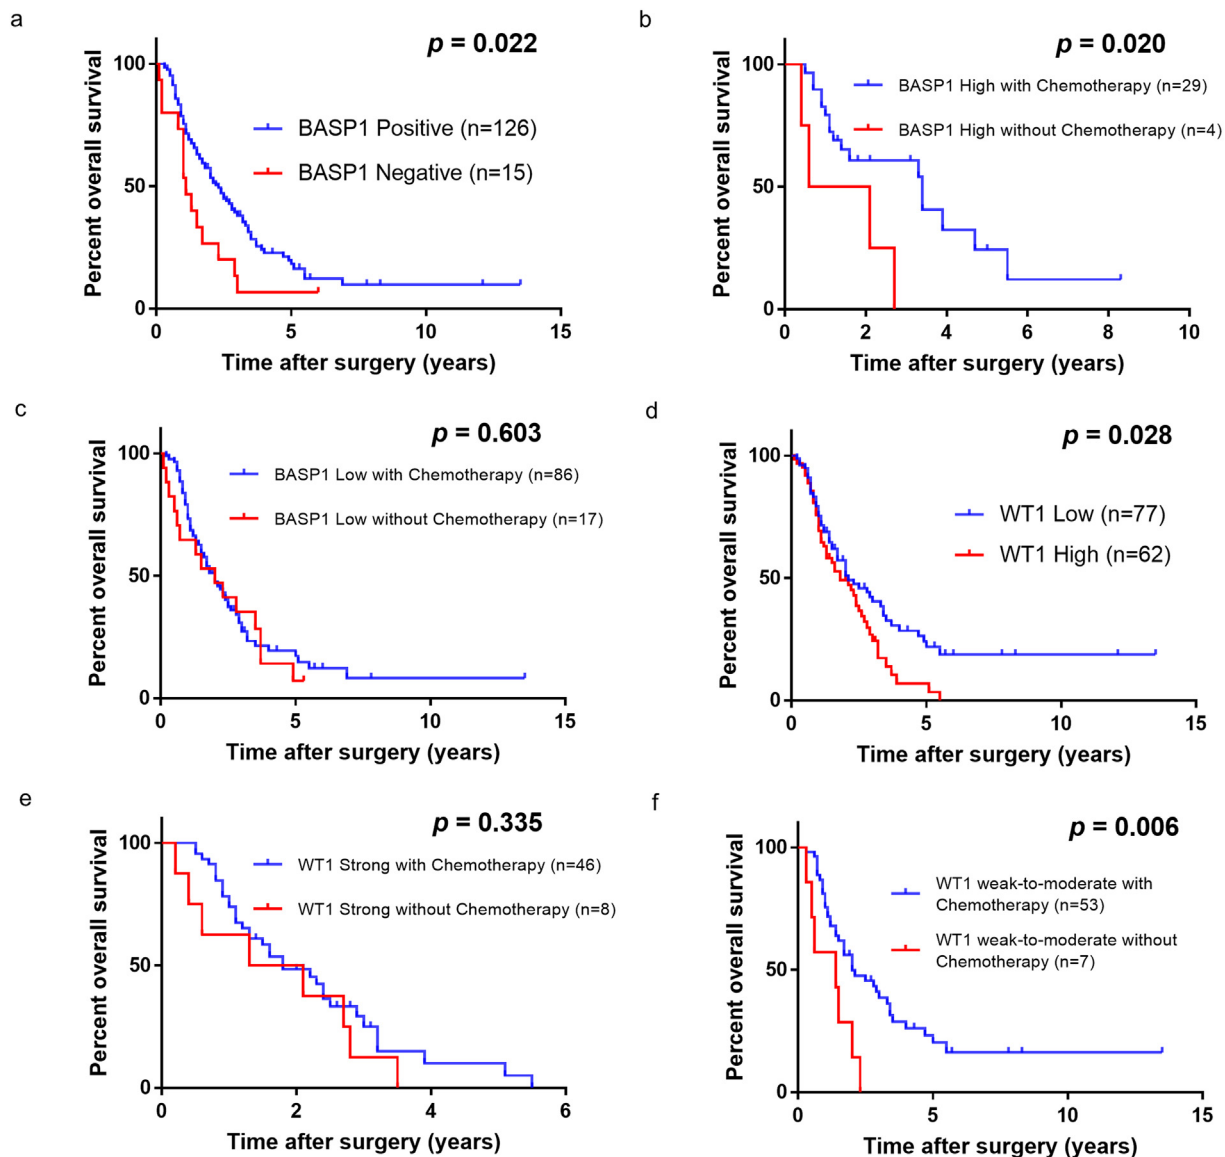 a
p = 0.022
100
50
0
0 5 10 15
Percent overall survival
Time after surgery (years)
BASP1 Positive (n=126)
BASP1 Negative (n=15)
b
p = 0.020
100
50
0
0 2 4 6 8 10
Percent overall survival
Time after surgery (years)
BASP1 High with Chemotherapy (n=29)
BASP1 High without Chemotherapy (n=4)
c
p = 0.603
100
50
0
0 5 10 15
Percent overall survival
Time after surgery (years)
BASP1 Low with Chemotherapy (n=86)
BASP1 Low without Chemotherapy (n=17)
d
p = 0.028
100
50
0
0 5 10 15
Percent overall survival
Time after surgery (years)
WT1 Low (n=77)
WT1 High (n=62)
e
p = 0.335
100
50
0
0 2 4 6
Percent overall survival
Time after surgery (years)
WT1 Strong with Chemotherapy (n=46)
WT1 Strong without Chemotherapy (n=8)
f
p = 0.006
100
50
0
0 5 10 15
Percent overall survival
Time after surgery (years)
WT1 weak-to-moderate with
Chemotherapy (n=53)
WT1 weak-to-moderate without
Chemotherapy (n=7)